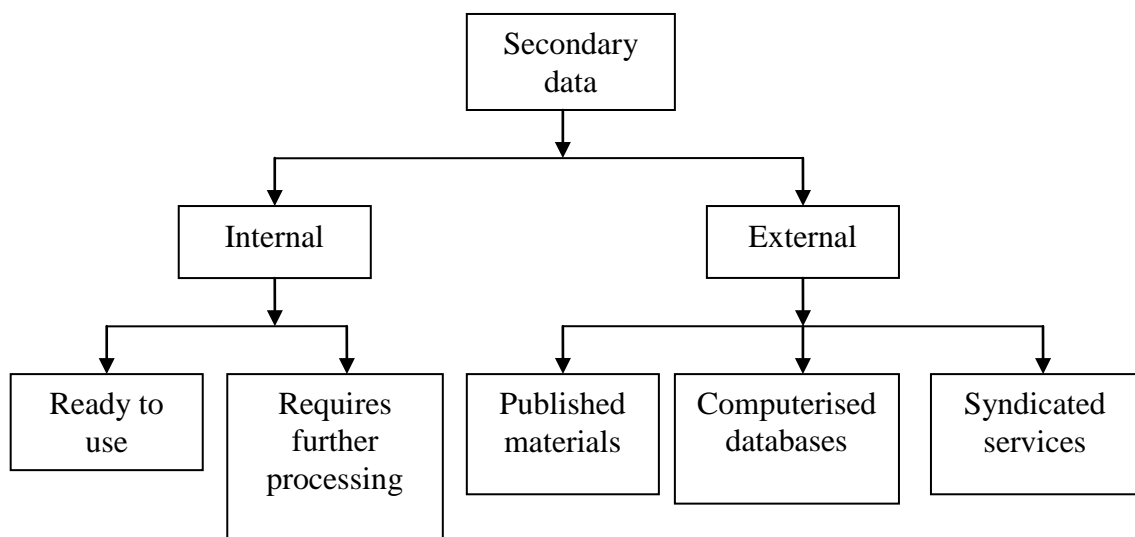 Secondary
data
Internal
External
Ready to
use
Requires
further
processing
Published
materials
Computerised
databases
Syndicated
services